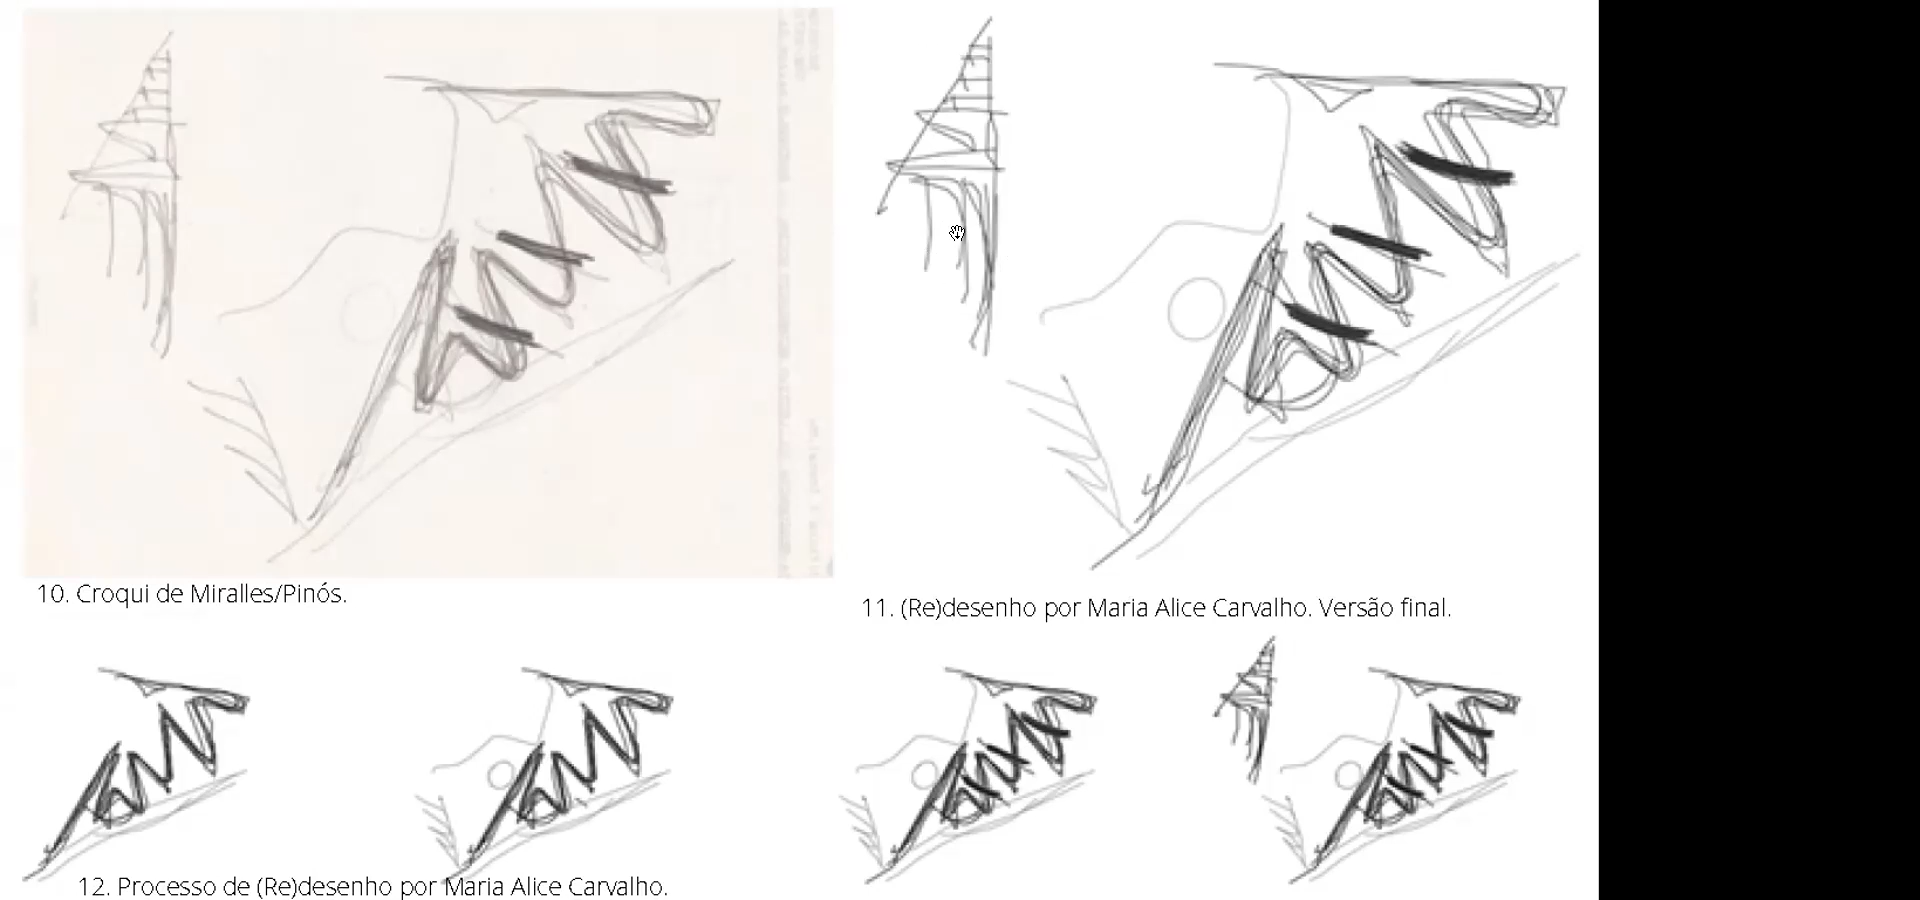 10. Croqui de Miralles/Pinós.
11. (Re)desenho por Maria Alice Carvalho. Versão final.
12. Processo de (Re)desenho por Maria Alice Carvalho.